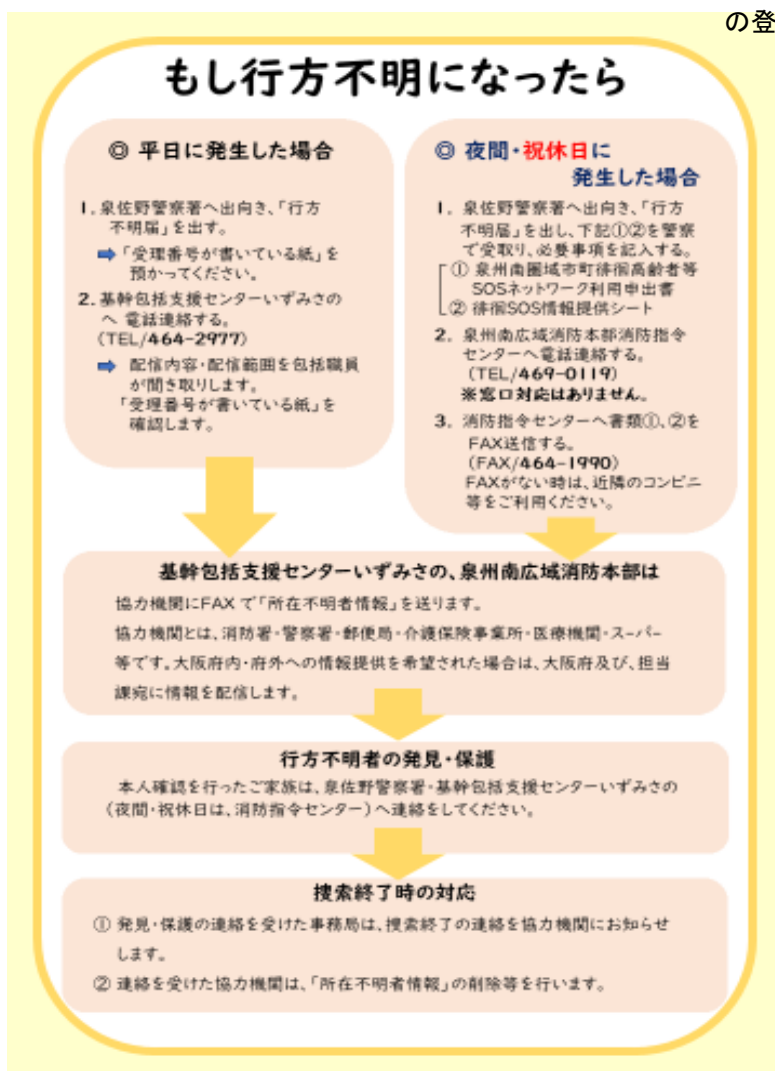 の登
もし行方不明になったら
◎ 平日に発生した場合
1. 泉佐野警察署へ出向き、「行方
不明届」を出す。
➡ 「受理番号が書いている紙」を
預かってください。
2. 基幹包括支援センターいずみさの
へ 電話連絡する。
(TEL/464-2977)
➡ 配信内容・配信範囲を包括職員
が聞き取りします。
「受理番号が書いている紙」を
確認します。
◎ 夜間・祝休日に
発生した場合
1. 泉佐野警察署へ出向き、「行方
不明届」を出し、下記①②を警察
で受取り、必要事項を記入する。
① 泉州南圏域市町徘徊高齢者等
SOSネットワーク利用申出書
② 徘徊SOS情報提供シート
2. 泉州南広域消防本部消防指令
センターへ電話連絡する。
(TEL/469-0119)
※窓口対応はありません。
3. 消防指令センターへ書類①、②を
FAX送信する。
(FAX/464-1990)
FAXがない時は、近隣のコンビニ
等をご利用ください。
基幹包括支援センターいずみさの、泉州南広域消防本部は
協力機関にFAX で「所在不明者情報」を送ります。
協力機関とは、消防署・警察署・郵便局・介護保険事業所・医療機関・スーパー
等です。大阪府内・府外への情報提供を希望された場合は、大阪府及び、担当
課宛に情報を配信します。
行方不明者の発見・保護
本人確認を行ったご家族は、泉佐野警察署・基幹包括支援センターいずみさの
(夜間・祝休日は、消防指令センター)へ連絡をしてください。
捜索終了時の対応
① 発見・保護の連絡を受けた事務局は、捜索終了の連絡を協力機関にお知らせ
します。
② 連絡を受けた協力機関は、「所在不明者情報」の削除等を行います。